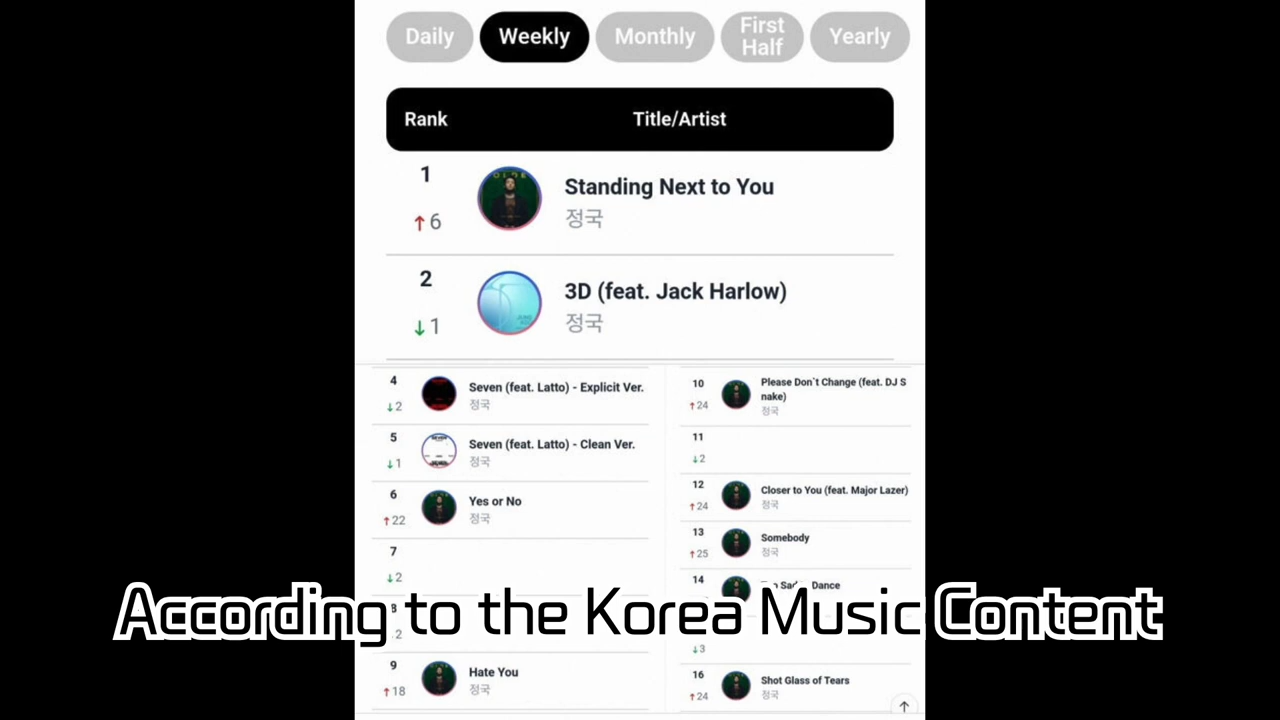 Daily
Weekly
Monthly
First
Half
Yearly
Rank
Title/Artist
1
↑6
Standing Next to You
정국
2
↓1
3D (feat. Jack Harlow)
정국
4
↓2
Seven (feat. Latto) - Explicit Ver.
정국
5
↓1
Seven (feat. Latto) - Clean Ver.
정국
6
↑22
Yes or No
정국
7
↓2
8
2
9
↑18
Hate You
정국
10
↑24
Please Don`t Change (feat. DJ S
nake)
정국
11
↓2
12
↑24
Closer to You (feat. Major Lazer)
정국
13
↑25
Somebody
정국
14
Dance
↓3
16
↑24
Shot Glass of Tears
정국
↑
According to the Korea Music Content